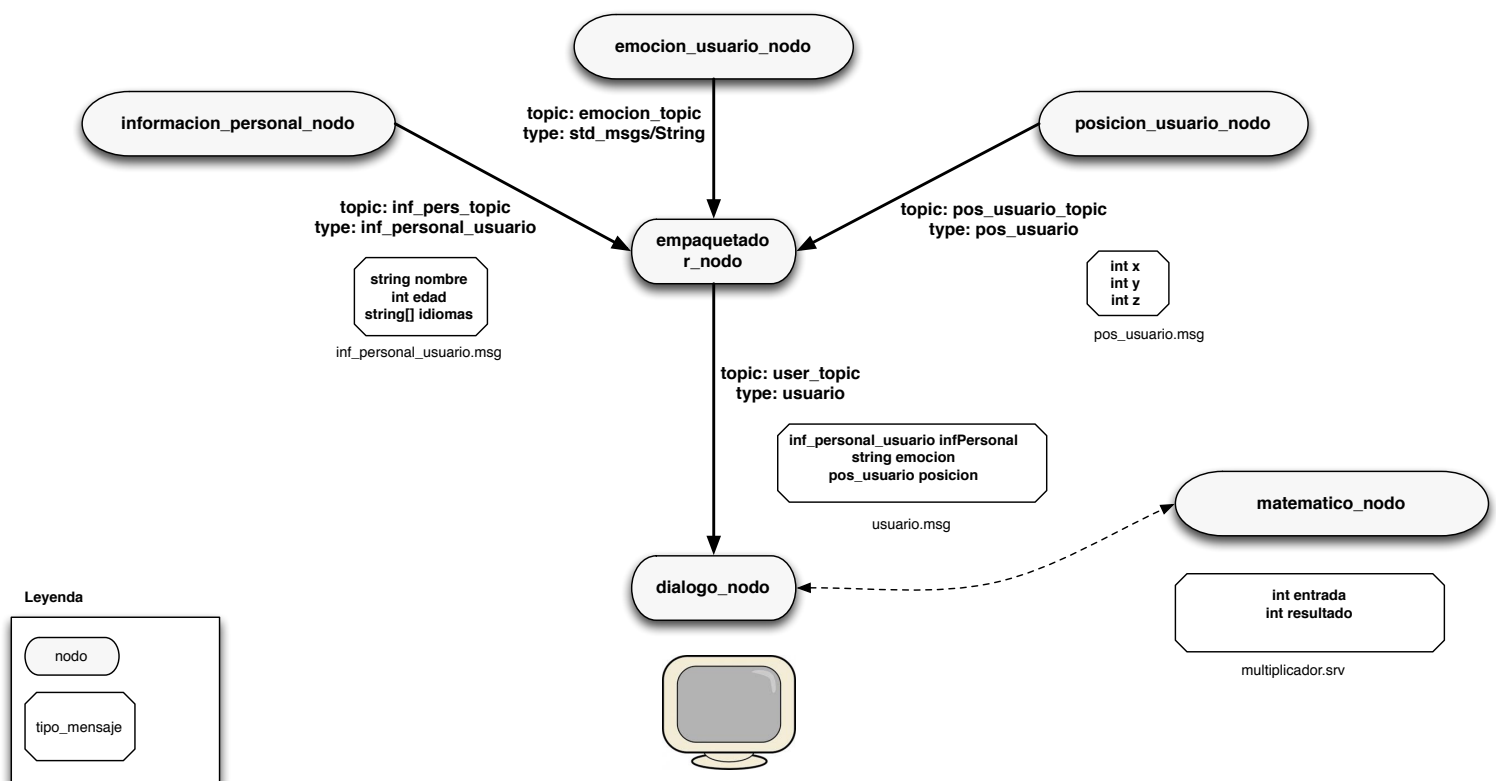 emocion_usuario_nodo
informacion_personal_nodo
posicion_usuario_nodo
topic: emocion_topic
type: std_msgs/String
topic: inf_pers_topic
type: inf_personal_usuario
topic: pos_usuario_topic
type: pos_usuario
empaquetado
r_nodo
string nombre
int edad
string[] idiomas
inf_personal_usuario.msg
int x
int y
int z
pos_usuario.msg
topic: user_topic
type: usuario
inf_personal_usuario infPersonal
string emocion
pos_usuario posicion
usuario.msg
matematico_nodo
dialogo_nodo
int entrada
int resultado
multiplicador.srv
Leyenda
nodo
tipo_mensaje